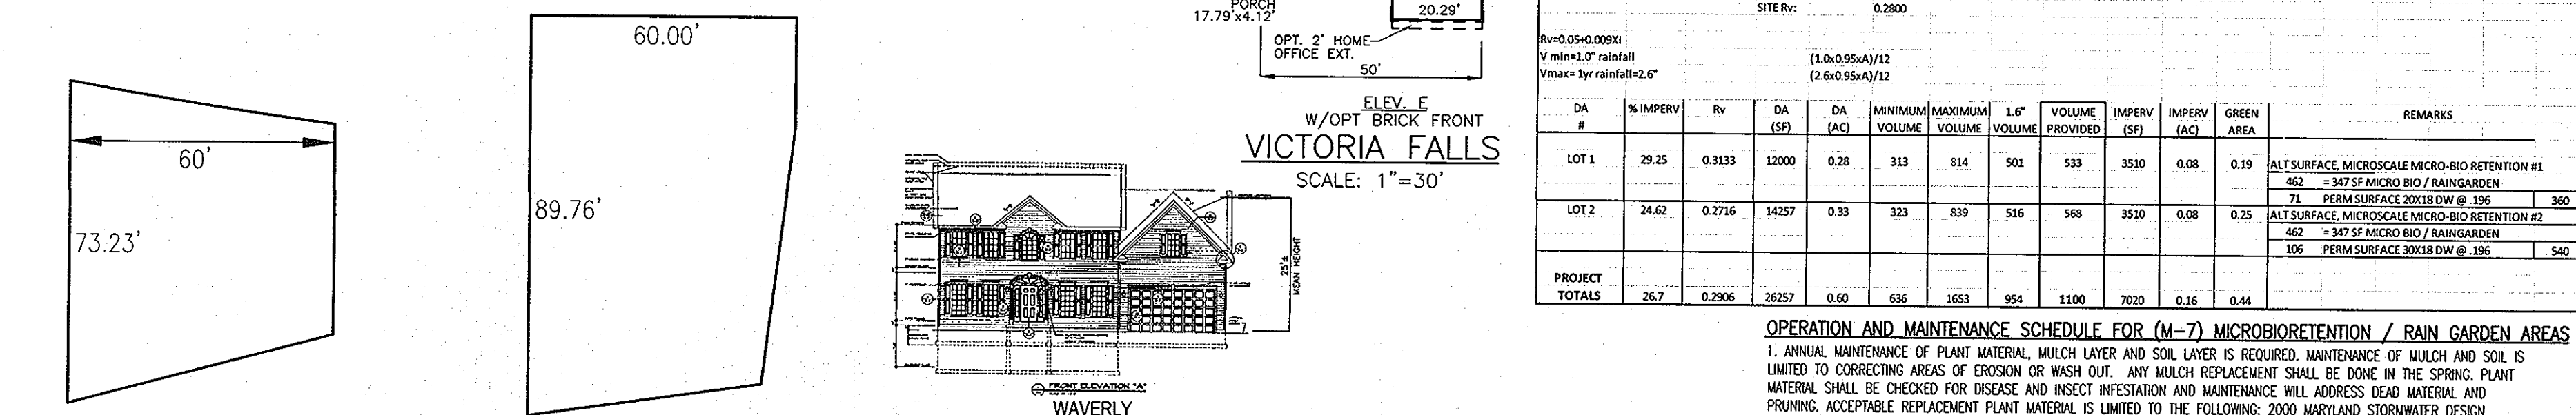 60'
73.23'
60.00'
89.76'
PORCH
17.79'x4.12'
20.29'
OPT. 2' HOME
OFFICE EXT.
50'
ELEV. E
W/OPT BRICK FRONT
VICTORIA FALLS
SCALE: 1"=30'
25'±
MEAN HEIGHT
FRONT ELEVATION "A"
WAVERLY
SITE Rv: 0.2800
Rv=0.05+0.009XI
V min=1.0" rainfall (1.0x0.95xA)/12
Vmax= 1yr rainfall=2.6" (2.6x0.95xA)/12
DA % IMPERV Rv DA DA MINIMUM MAXIMUM 1.6" VOLUME IMPERV IMPERV GREEN REMARKS
# (SF) (AC) VOLUME VOLUME VOLUME PROVIDED (SF) (AC) AREA
LOT 1 29.25 0.3133 12000 0.28 313 814 501 533 3510 0.08 0.19 ALT SURFACE, MICROSCALE MICRO-BIO RETENTION #1
462 = 347 SF MICRO BIO / RAINGARDEN
71 PERM SURFACE 20X18 DW @ .196 360
LOT 2 24.62 0.2716 14257 0.33 323 839 516 568 3510 0.08 0.25 ALT SURFACE, MICROSCALE MICRO-BIO RETENTION #2
462 = 347 SF MICRO BIO / RAINGARDEN
106 PERM SURFACE 30X18 DW @ .196 540
PROJECT
TOTALS 26.7 0.2906 26257 0.60 636 1653 954 1100 7020 0.16 0.44
OPERATION AND MAINTENANCE SCHEDULE FOR (M-7) MICROBIORETENTION / RAIN GARDEN AREAS
1. ANNUAL MAINTENANCE OF PLANT MATERIAL, MULCH LAYER AND SOIL LAYER IS REQUIRED. MAINTENANCE OF MULCH AND SOIL IS
LIMITED TO CORRECTING AREAS OF EROSION OR WASH OUT. ANY MULCH REPLACEMENT SHALL BE DONE IN THE SPRING. PLANT
MATERIAL SHALL BE CHECKED FOR DISEASE AND INSECT INFESTATION AND MAINTENANCE WILL ADDRESS DEAD MATERIAL AND
PRUNING. ACCEPTABLE REPLACEMENT PLANT MATERIAL IS LIMITED TO THE FOLLOWING: 2000 MARYLAND STORMWATER DESIGN